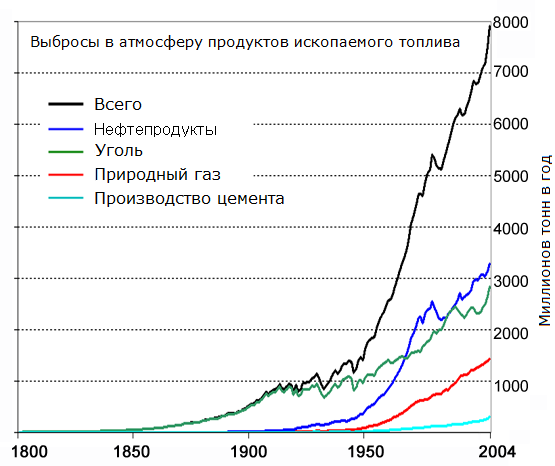 Выбросы в атмосферу продуктов ископаемого топлива
Всего
Нефтепродукты
Уголь
Природный газ
Производство цемента
8000
7000
6000
5000
4000
3000
2000
1000
Миллионов тонн в год
1800 1850 1900 1950 2004